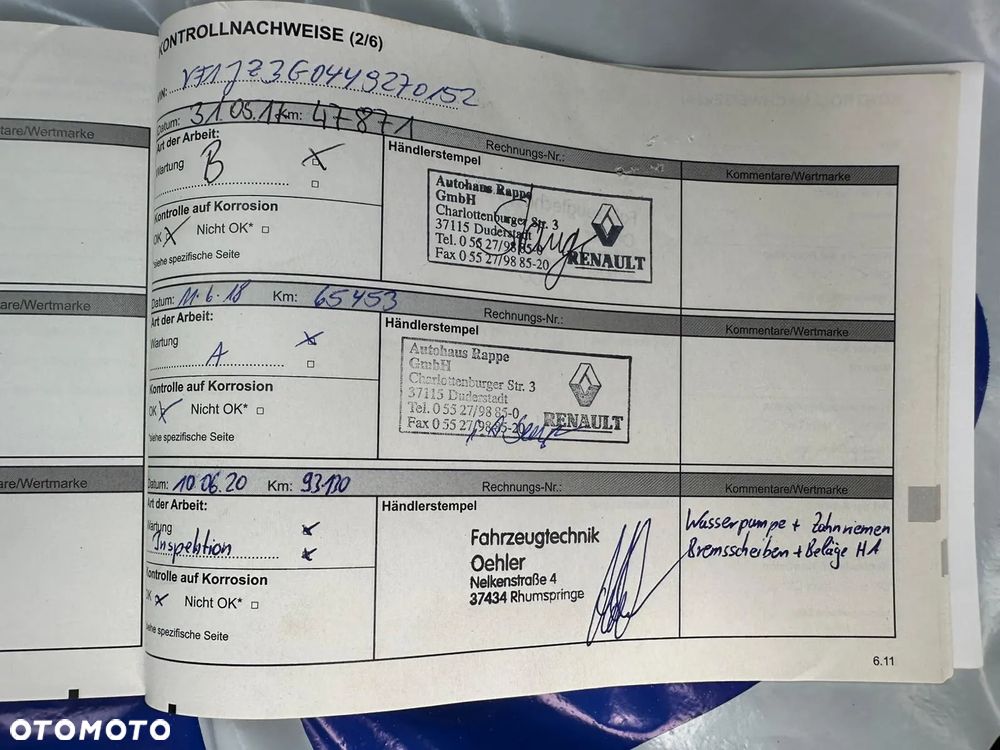 KONTROLLNACHWEISE (2/6)
VIN: VF1JZ3G0449270152
Datum: 31.05.17 Km: 47871
Rechnungs-Nr.:
Kommentare/Wertmarke
Art der Arbeit:
Wartung
B
Händlerstempel
Autohaus Rappe
GmbH
Charlottenburger Str. 3
37115 Duderstadt
Tel. 0 55 27/98 85-0
Fax 0 55 27/98 85-20
RENAULT
Kontrolle auf Korrosion
OK Nicht OK*
*siehe spezifische Seite
Datum: 11.6.18 Km: 65453
Rechnungs-Nr.:
Kommentare/Wertmarke
Art der Arbeit:
Wartung
A
Händlerstempel
Autohaus Rappe
GmbH
Charlottenburger Str. 3
37115 Duderstadt
Tel. 0 55 27/98 85-0
Fax 0 55 27/98 85-20
RENAULT
Kontrolle auf Korrosion
OK Nicht OK*
*siehe spezifische Seite
Datum: 10.06.20 Km: 93130
Rechnungs-Nr.:
Kommentare/Wertmarke
Art der Arbeit:
Wartung
Inspektion
Händlerstempel
Fahrzeugtechnik
Oehler
Nelkenstraße 4
37434 Rhumspringe
Wasserpumpe + Zahnriemen
Bremsscheiben + Beläge HA
Kontrolle auf Korrosion
OK Nicht OK*
*siehe spezifische Seite
6.11
tare/Wertmarke
are/Wertmarke
re/Wertmarke
OTOMOTO